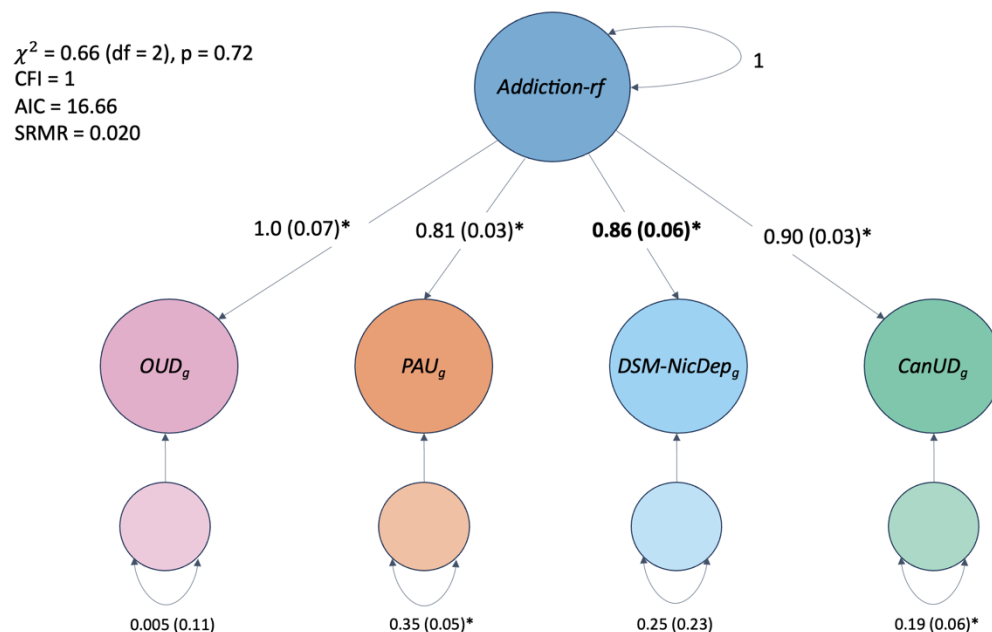 χ² = 0.66 (df = 2), p = 0.72
CFI = 1
AIC = 16.66
SRMR = 0.020
Addiction-rf
1
1.0 (0.07)*
0.81 (0.03)*
0.86 (0.06)*
0.90 (0.03)*
OUDg
PAUg
DSM-NicDepg
CanUDg
0.005 (0.11)
0.35 (0.05)*
0.25 (0.23)
0.19 (0.06)*